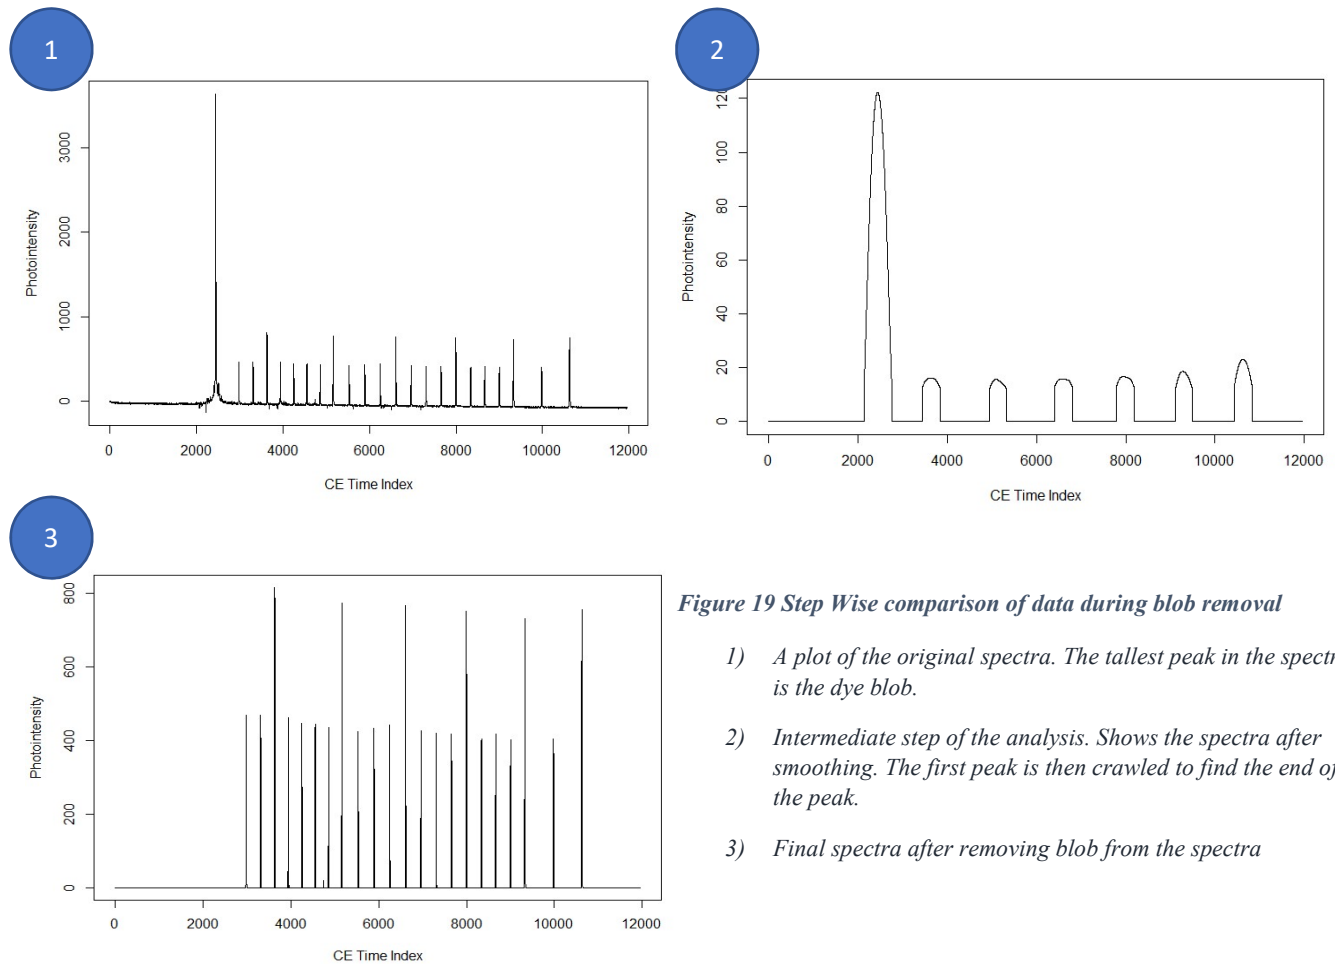 1
3000
2000
1000
0
Photointensity
0 2000 4000 6000 8000 10000 12000
CE Time Index
2
100
80
60
40
20
0
Photointensity
0 2000 4000 6000 8000 10000 12000
CE Time Index
3
800
600
400
200
0
Photointensity
0 2000 4000 6000 8000 10000 12000
CE Time Index
Figure 19 Step Wise comparison of data during blob removal
1) A plot of the original spectra. The tallest peak in the
is the dye blob.
2) Intermediate step of the analysis. Shows the spectra after
smoothing. The first peak is then crawled to find the end of
the peak.
3) Final spectra after removing blob from the spectra